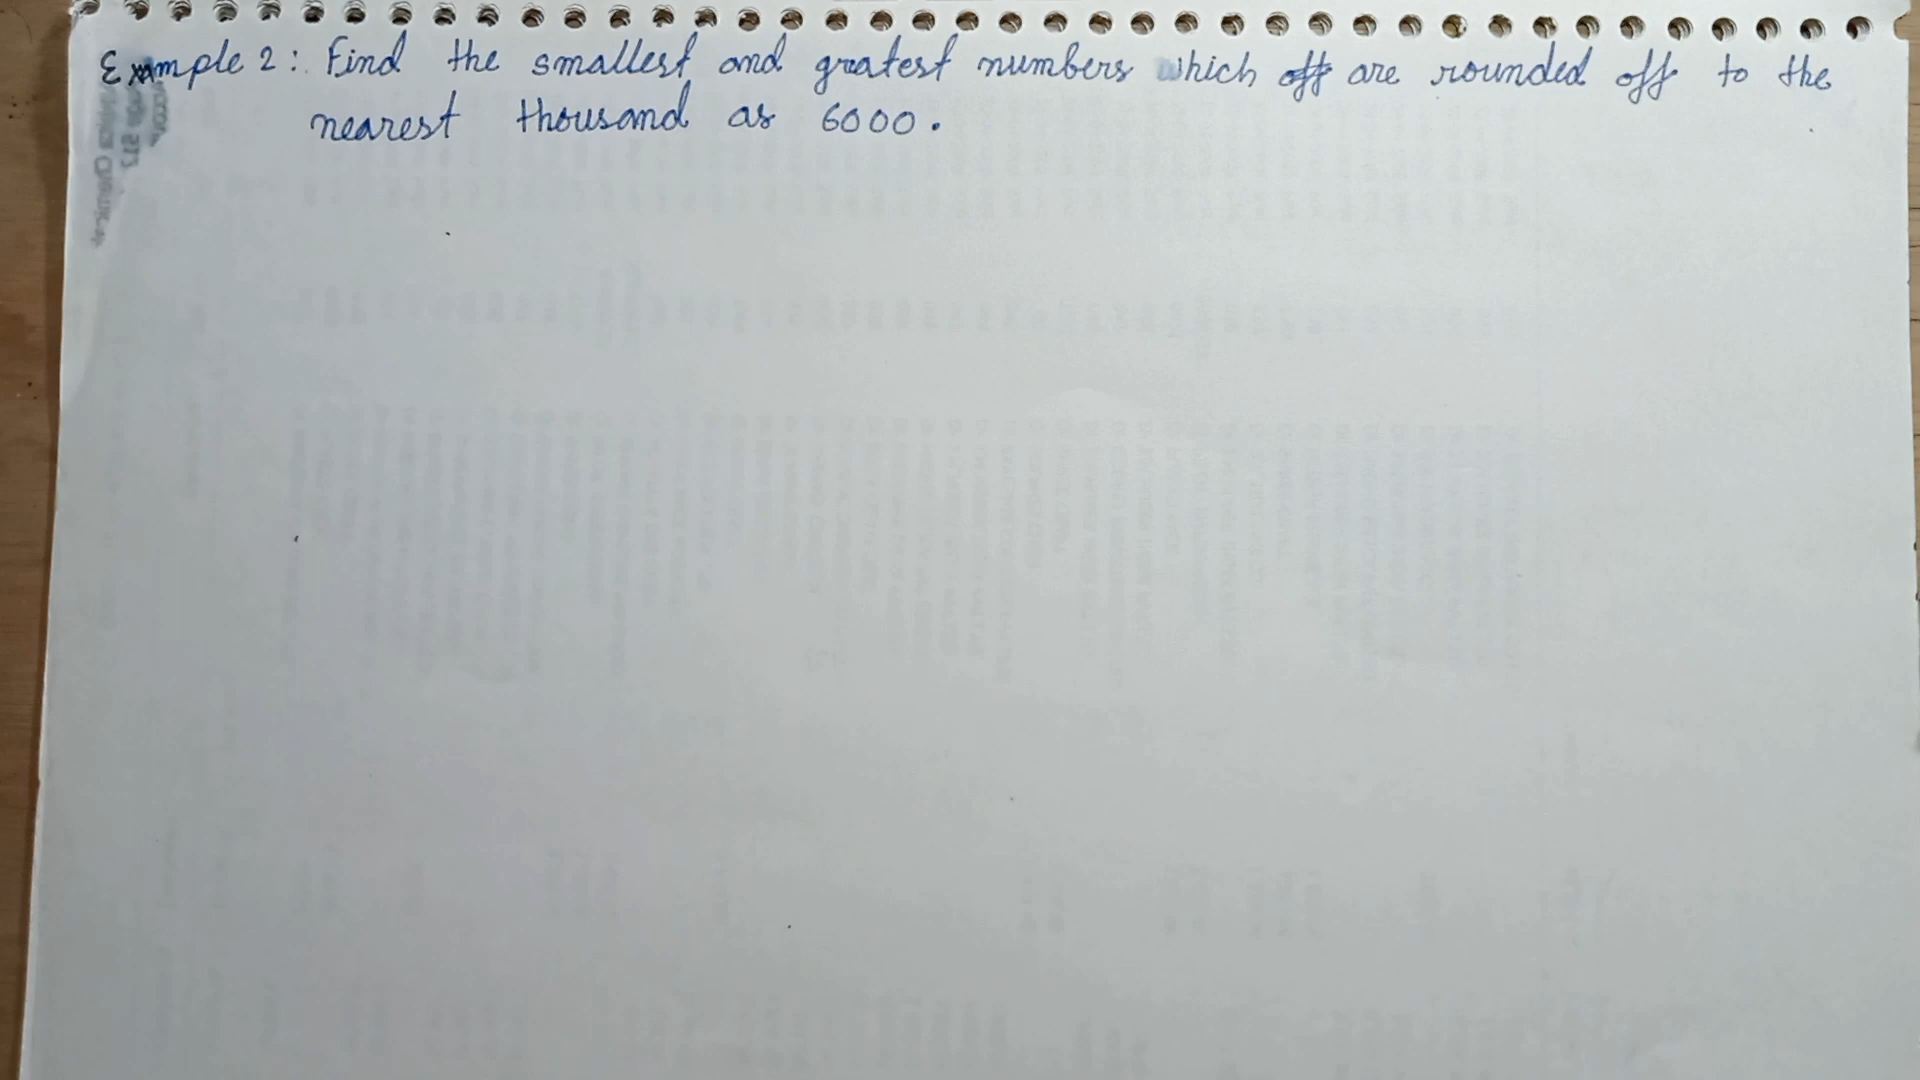 Example 2: Find the smallest and greatest numbers which off are rounded off to the
nearest thousand as 6000.